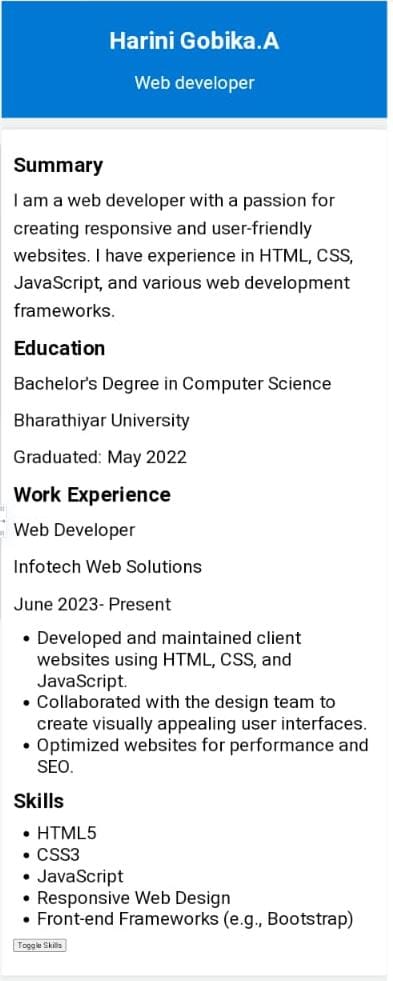 Harini Gobika.A
Web developer
Summary
I am a web developer with a passion for
creating responsive and user-friendly
websites. I have experience in HTML, CSS,
JavaScript, and various web development
frameworks.
Education
Bachelor's Degree in Computer Science
Bharathiyar University
Graduated: May 2022
Work Experience
Web Developer
Infotech Web Solutions
June 2023- Present
• Developed and maintained client
websites using HTML, CSS, and
JavaScript.
• Collaborated with the design team to
create visually appealing user interfaces.
• Optimized websites for performance and
SEO.
Skills
• HTML5
• CSS3
• JavaScript
• Responsive Web Design
• Front-end Frameworks (e.g., Bootstrap)
Toggle Skills